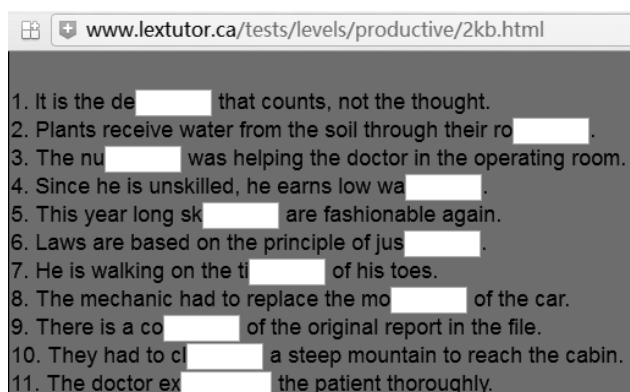 www.lextutor.ca/tests/levels/productive/2kb.html
1. It is the de that counts, not the thought.
2. Plants receive water from the soil through their ro .
3. The nu was helping the doctor in the operating room.
4. Since he is unskilled, he earns low wa .
5. This year long sk are fashionable again.
6. Laws are based on the principle of jus .
7. He is walking on the ti of his toes.
8. The mechanic had to replace the mo of the car.
9. There is a co of the original report in the file.
10. They had to cl a steep mountain to reach the cabin.
11. The doctor ex the patient thoroughly.